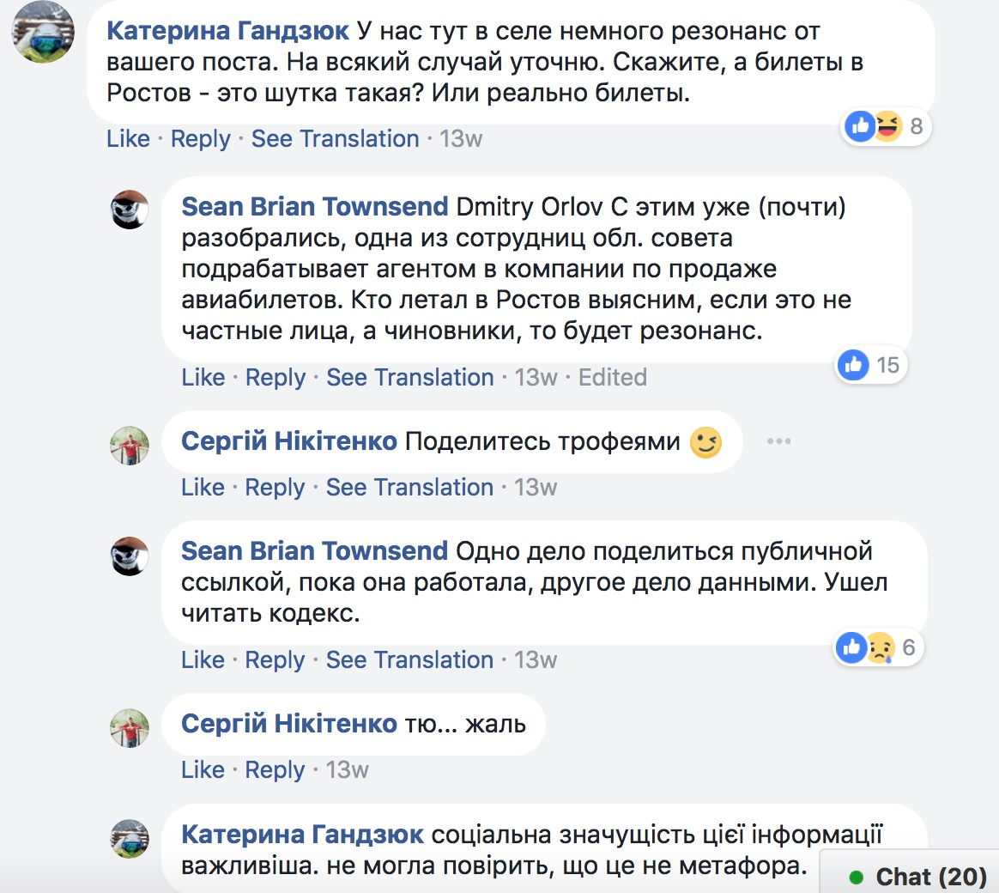 Катерина Гандзюк У нас тут в селе немного резонанс от
вашего поста. На всякий случай уточню. Скажите, а билеты в
Ростов - это шутка такая? Или реально билеты.
8
Like · Reply · See Translation · 13w
Sean Brian Townsend Dmitry Orlov С этим уже (почти)
разобрались, одна из сотрудниц обл. совета
подрабатывает агентом в компании по продаже
авиабилетов. Кто летал в Ростов выясним, если это не
частные лица, а чиновники, то будет резонанс.
15
Like · Reply · See Translation · 13w · Edited
Сергій Нікітенко Поделитесь трофеями 😉
Like · Reply · See Translation · 13w
Sean Brian Townsend Одно дело поделиться публичной
ссылкой, пока она работала, другое дело данными. Ушел
читать кодекс.
6
Like · Reply · See Translation · 13w
Сергій Нікітенко тю... жаль
Like · Reply · 13w
Катерина Гандзюк соціальна значущість цієї інформації
важливіша. не могла повірить, що це не метафора.
Chat (20)